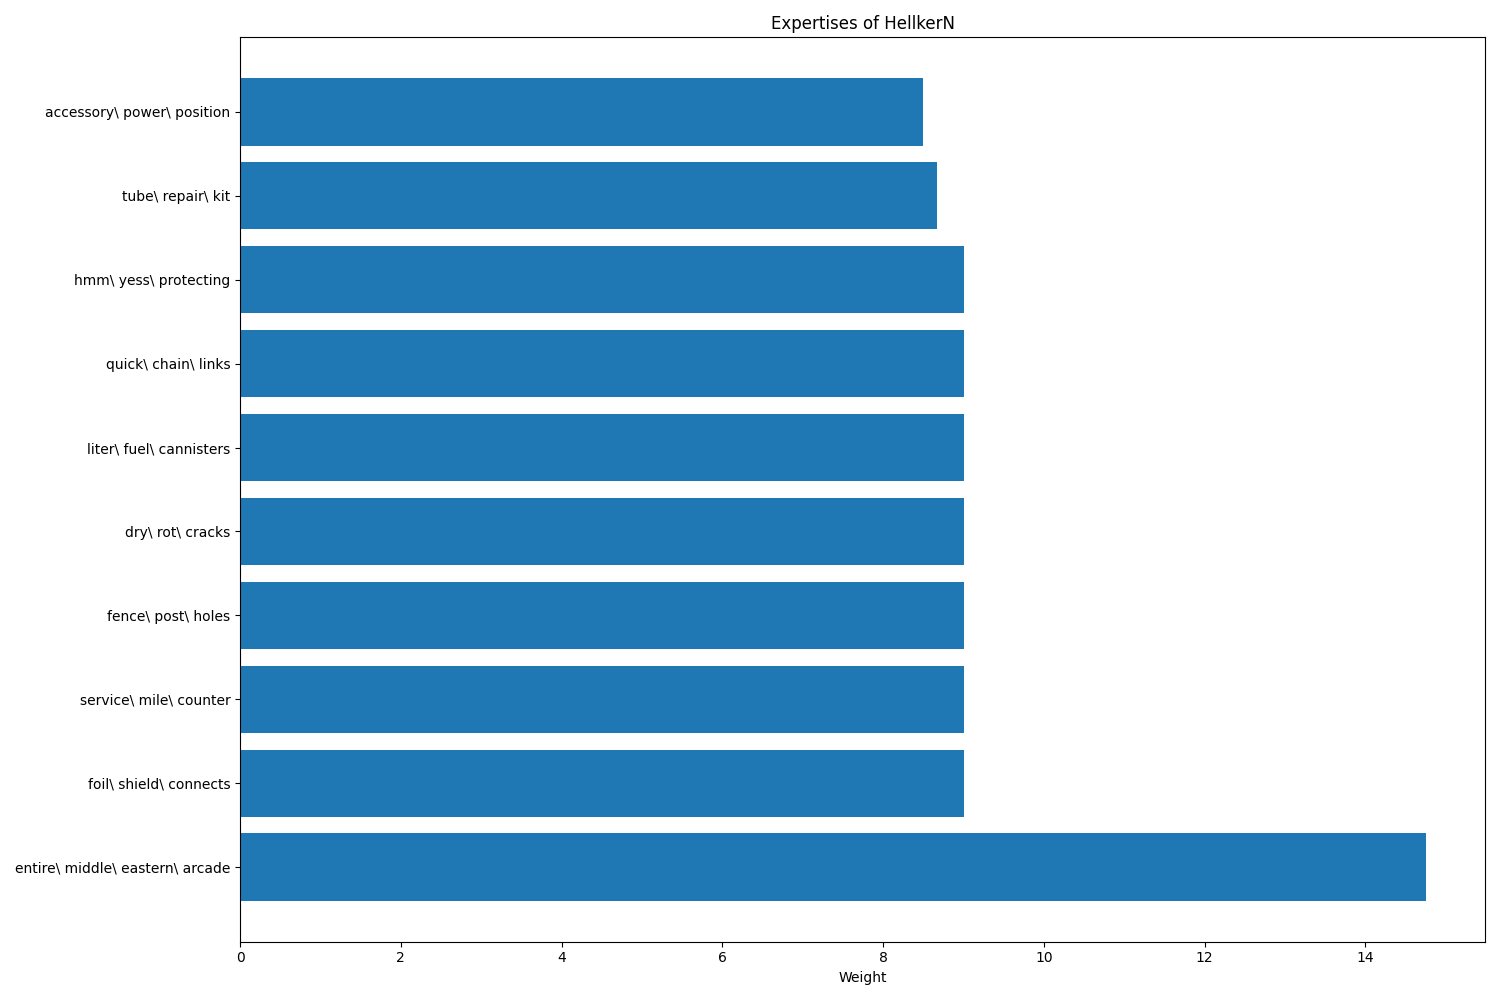 Expertises of HellkerN
accessory\ power\ position
tube\ repair\ kit
hmm\ yess\ protecting
quick\ chain\ links
liter\ fuel\ cannisters
dry\ rot\ cracks
fence\ post\ holes
service\ mile\ counter
foil\ shield\ connects
entire\ middle\ eastern\ arcade
0 2 4 6 8 10 12 14
Weight